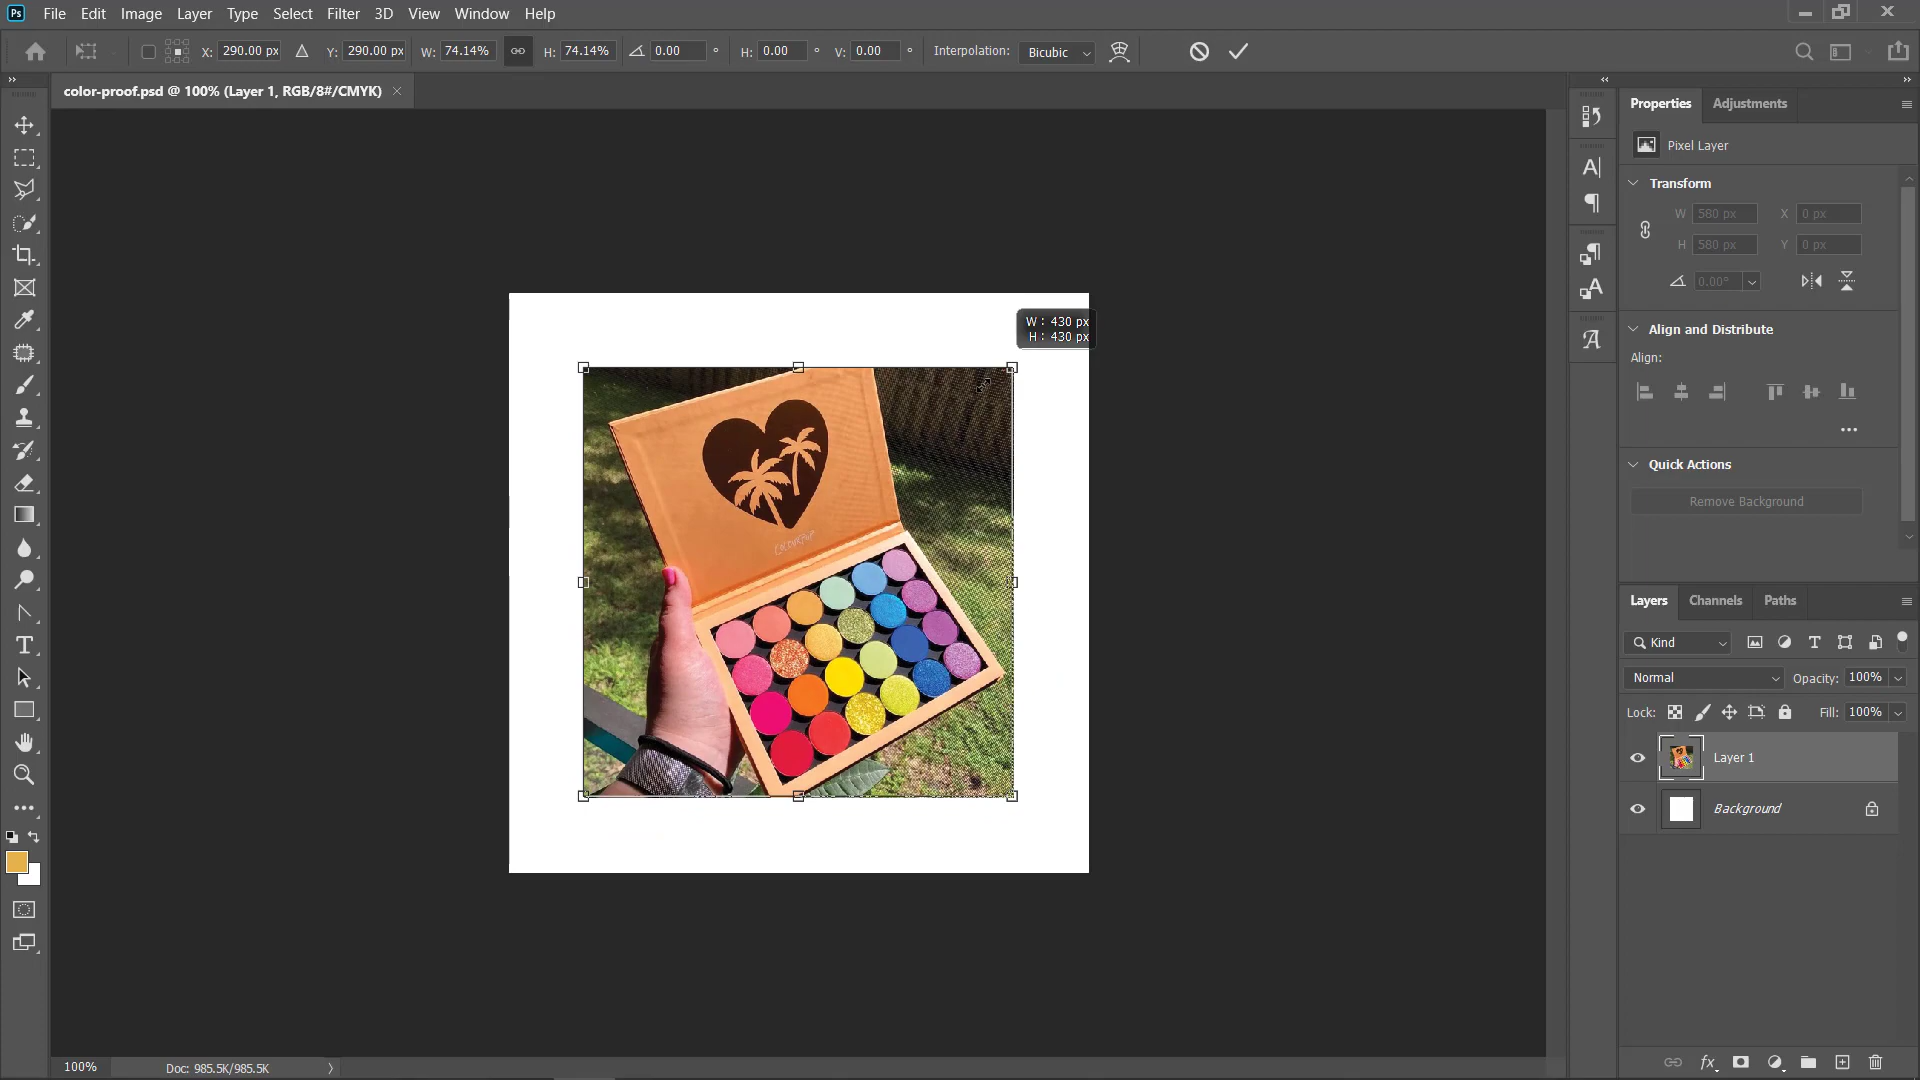 Ps File Edit Image Layer Type Select Filter 3D View Window Help
X: 290.00 px Y: 290.00 px W: 74.14% H: 74.14% 0.00 ° H: 0.00 ° V: 0.00 ° Interpolation: Bicubic
color-proof.psd @ 100% (Layer 1, RGB/8#/CMYK)
Properties Adjustments
Pixel Layer
Transform
W 580 px X 0 px
H 580 px Y 0 px
0.00°
Align and Distribute
Align:
Quick Actions
Remove Background
W : 430 px
H : 430 px
COLOURPOP
Layers Channels Paths
Kind
Normal Opacity: 100%
Lock: Fill: 100%
Layer 1
Background
100% Doc: 985.5K/985.5K